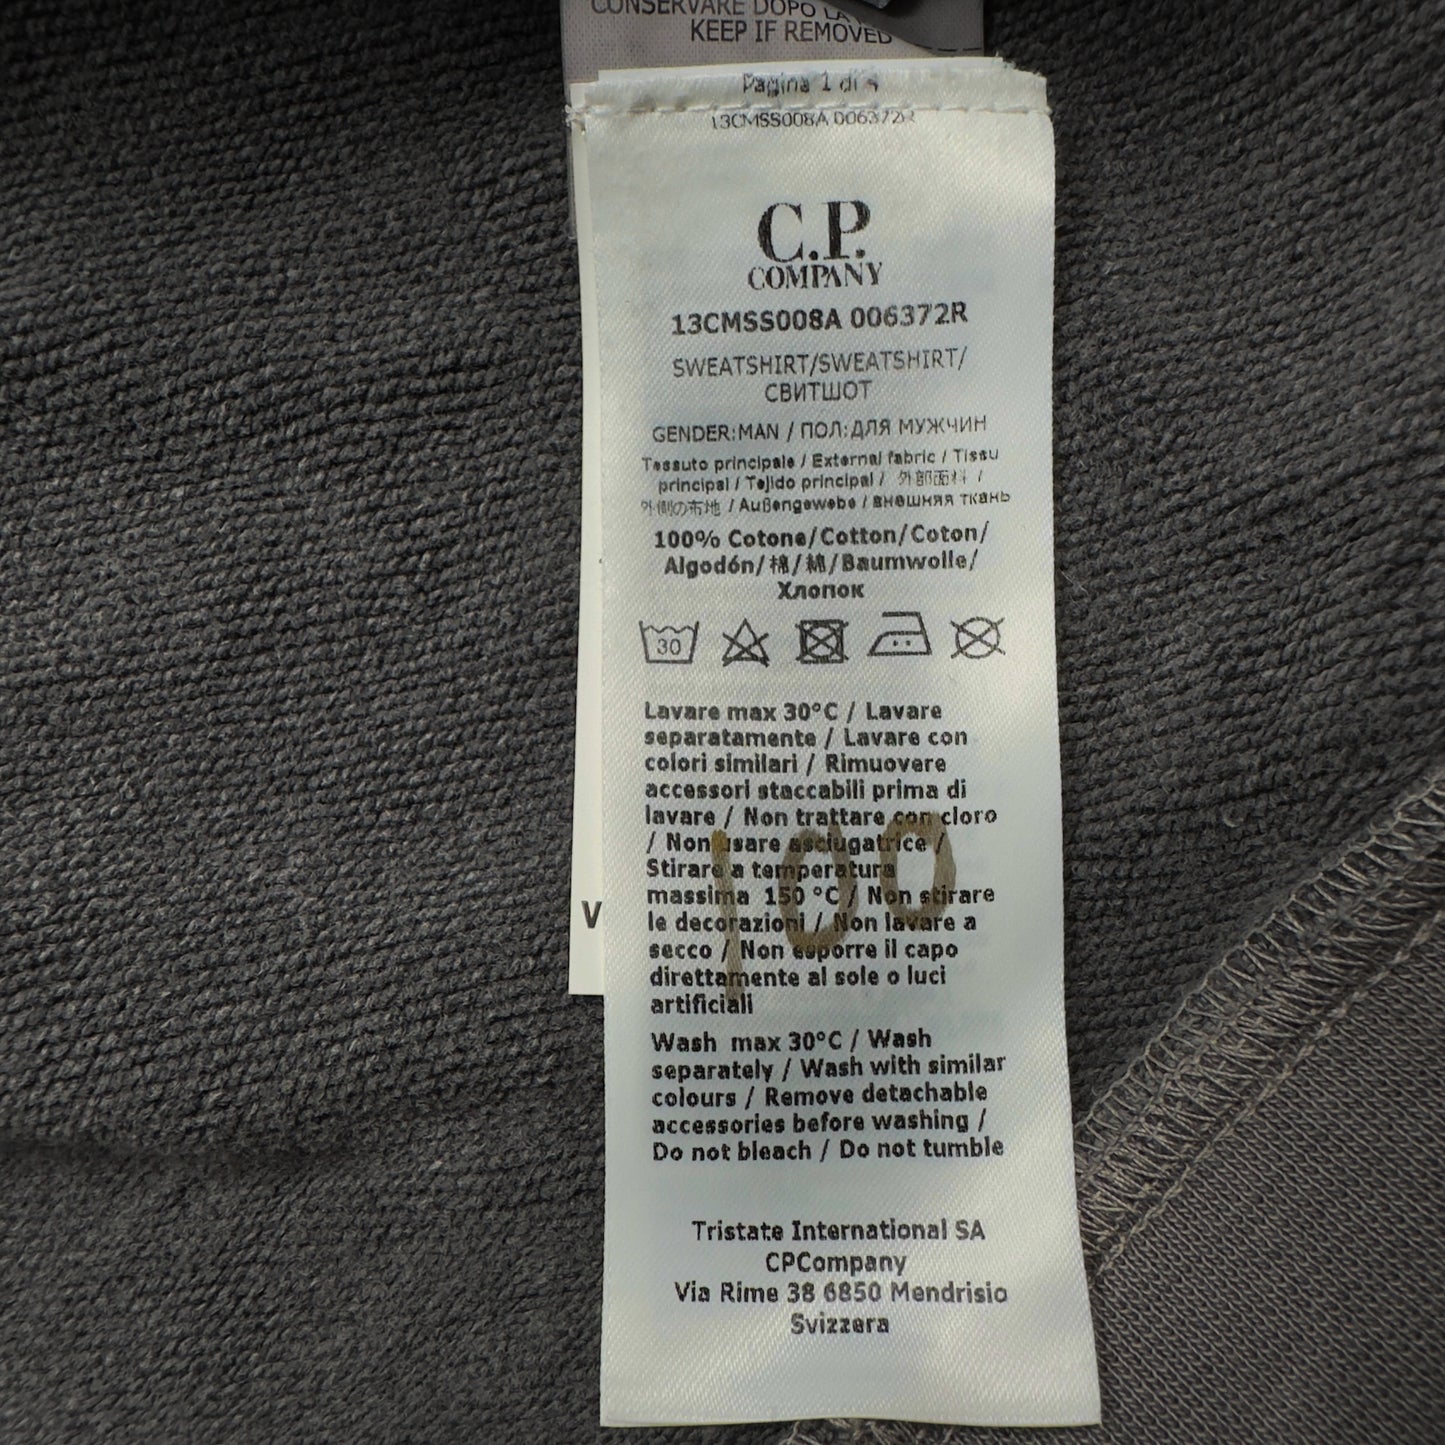 CONSERVARE DOPO LA
KEEP IF REMOVED
Pagina 1 di 4
13CMSS008A 006372R
C.P.
COMPANY
13CMSS008A 006372R
SWEATSHIRT/SWEATSHIRT/
СВИТШОТ
GENDER:MAN / ПОЛ:ДЛЯ МУЖЧИН
Tessuto principale / External fabric / Tissu
principal / Tejido principal / 外部面料 /
外側の布地 / Außengewebe / внешняя ткань
100% Cotone/Cotton/Coton/
Algodón/棉/綿/Baumwolle/
Хлопок
30
Lavare max 30°C / Lavare
separatamente / Lavare con
colori similari / Rimuovere
accessori staccabili prima di
lavare / Non trattare con cloro
/ Non usare asciugatrice /
Stirare a temperatura
massima 150 °C / Non stirare
le decorazioni / Non lavare a
secco / Non esporre il capo
direttamente al sole o luci
artificiali
100
V
Wash max 30°C / Wash
separately / Wash with similar
colours / Remove detachable
accessories before washing /
Do not bleach / Do not tumble
Tristate International SA
CPCompany
Via Rime 38 6850 Mendrisio
Svizzera